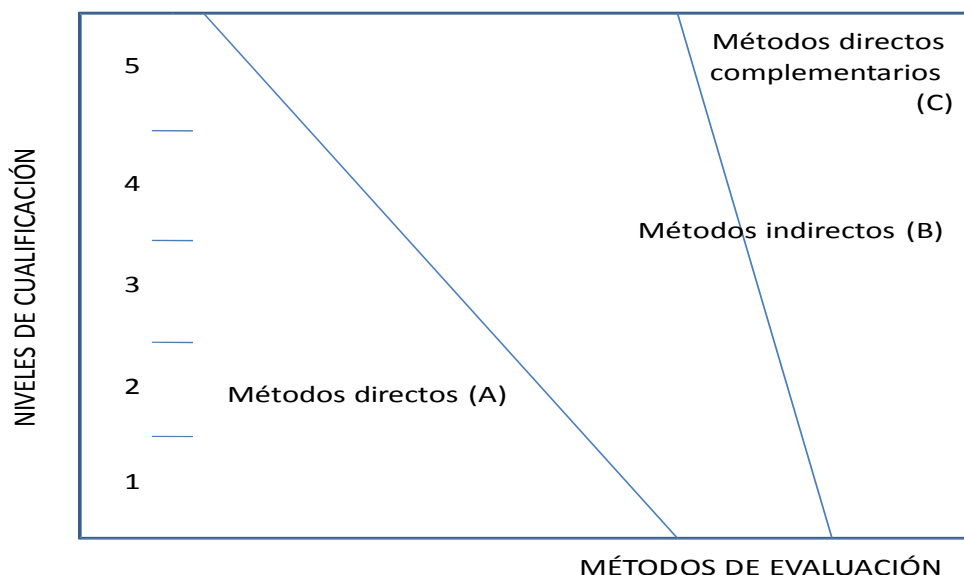 NIVELES DE CUALIFICACIÓN
5
4
3
2
1
Métodos directos
complementarios
(C)
Métodos indirectos (B)
Métodos directos (A)
MÉTODOS DE EVALUACIÓN